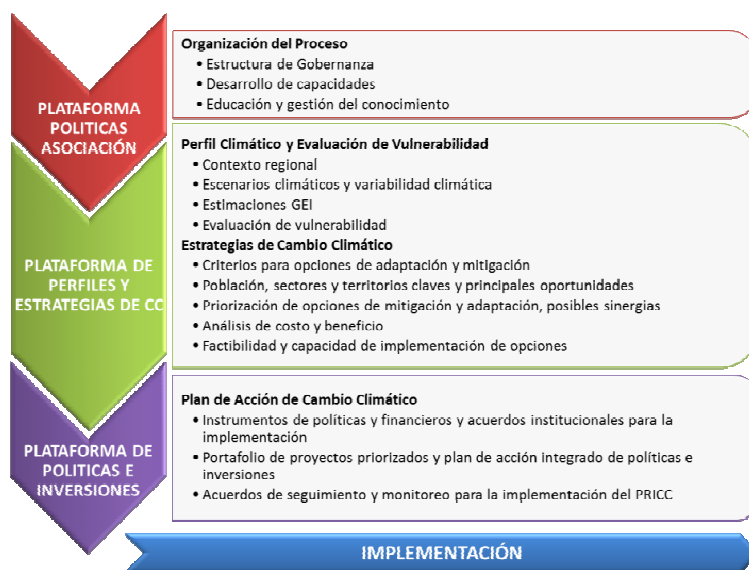 PLATAFORMA
POLITICAS
ASOCIACIÓN
Organización del Proceso
• Estructura de Gobernanza
• Desarrollo de capacidades
• Educación y gestión del conocimiento
PLATAFORMA DE
PERFILES Y
ESTRATEGIAS DE CC
Perfil Climático y Evaluación de Vulnerabilidad
• Contexto regional
• Escenarios climáticos y variabilidad climática
• Estimaciones GEI
• Evaluación de vulnerabilidad
Estrategias de Cambio Climático
• Criterios para opciones de adaptación y mitigación
• Población, sectores y territorios claves y principales oportunidades
• Priorización de opciones de mitigación y adaptación, posibles sinergias
• Análisis de costo y beneficio
• Factibilidad y capacidad de implementación de opciones
PLATAFORMA DE
POLITICAS E
INVERSIONES
Plan de Acción de Cambio Climático
• Instrumentos de políticas y financieros y acuerdos institucionales para la
implementación
• Portafolio de proyectos priorizados y plan de acción integrado de políticas e
inversiones
• Acuerdos de seguimiento y monitoreo para la implementación del PRICC
IMPLEMENTACIÓN